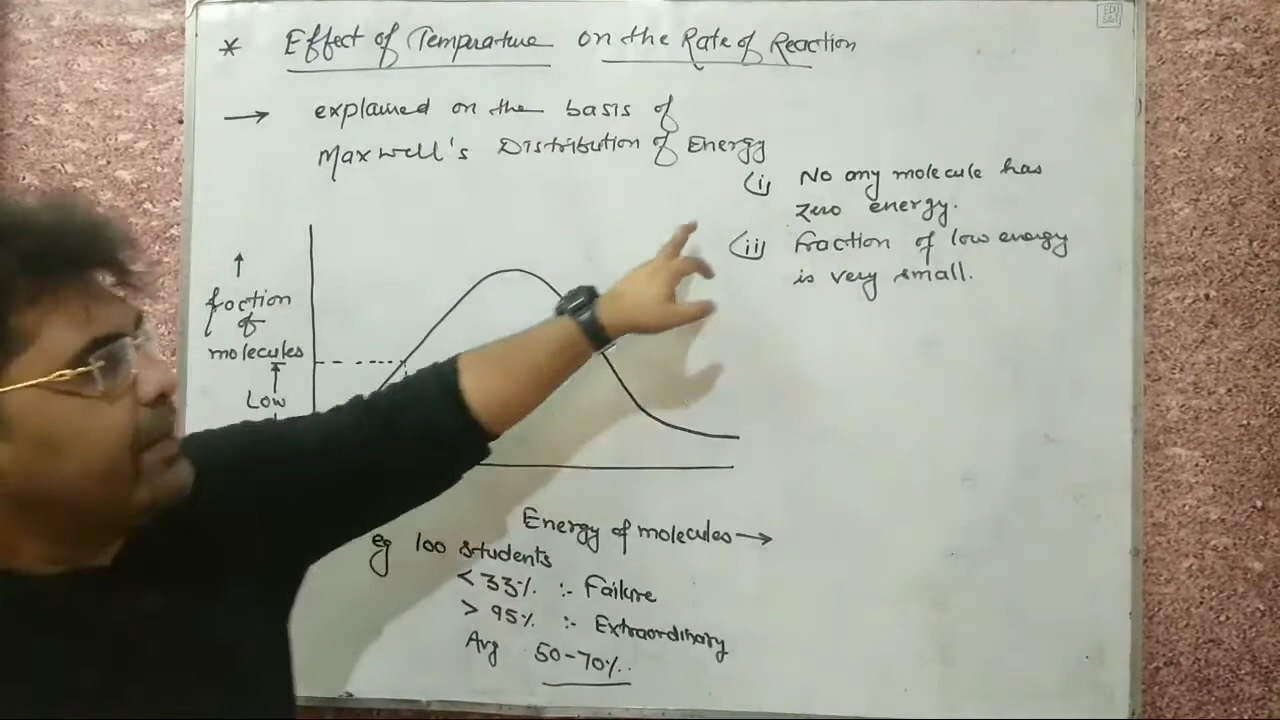 * Effect of Temperature on the Rate of Reaction
EDU
→ explained on the basis of
Maxwell's Distribution of Energy
(i) No any molecule has
zero energy.
(ii) fraction of low energy
is very small.
↑
fraction
of
molecules
↑
Low
Energy of molecules →
eg 100 students
< 33% :- Failure
> 95% :- Extraordinary
Avg 50-70%.